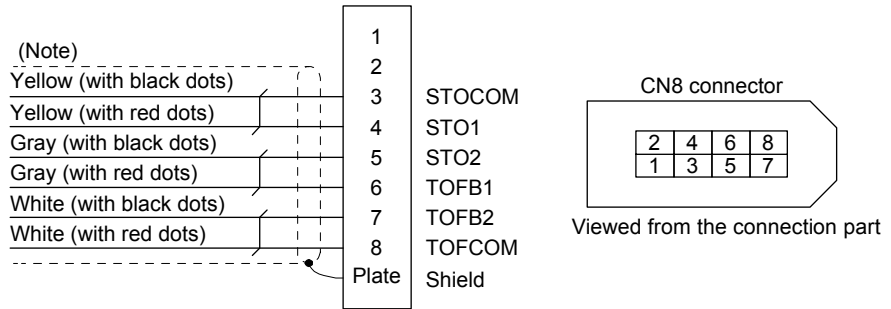 (Note)
Yellow (with black dots)
Yellow (with red dots)
Gray (with black dots)
Gray (with red dots)
White (with black dots)
White (with red dots)
1
2
3 STOCOM
4 STO1
5 STO2
6 TOFB1
7 TOFB2
8 TOFCOM
Plate Shield
CN8 connector
2 4 6 8
1 3 5 7
Viewed from the connection part